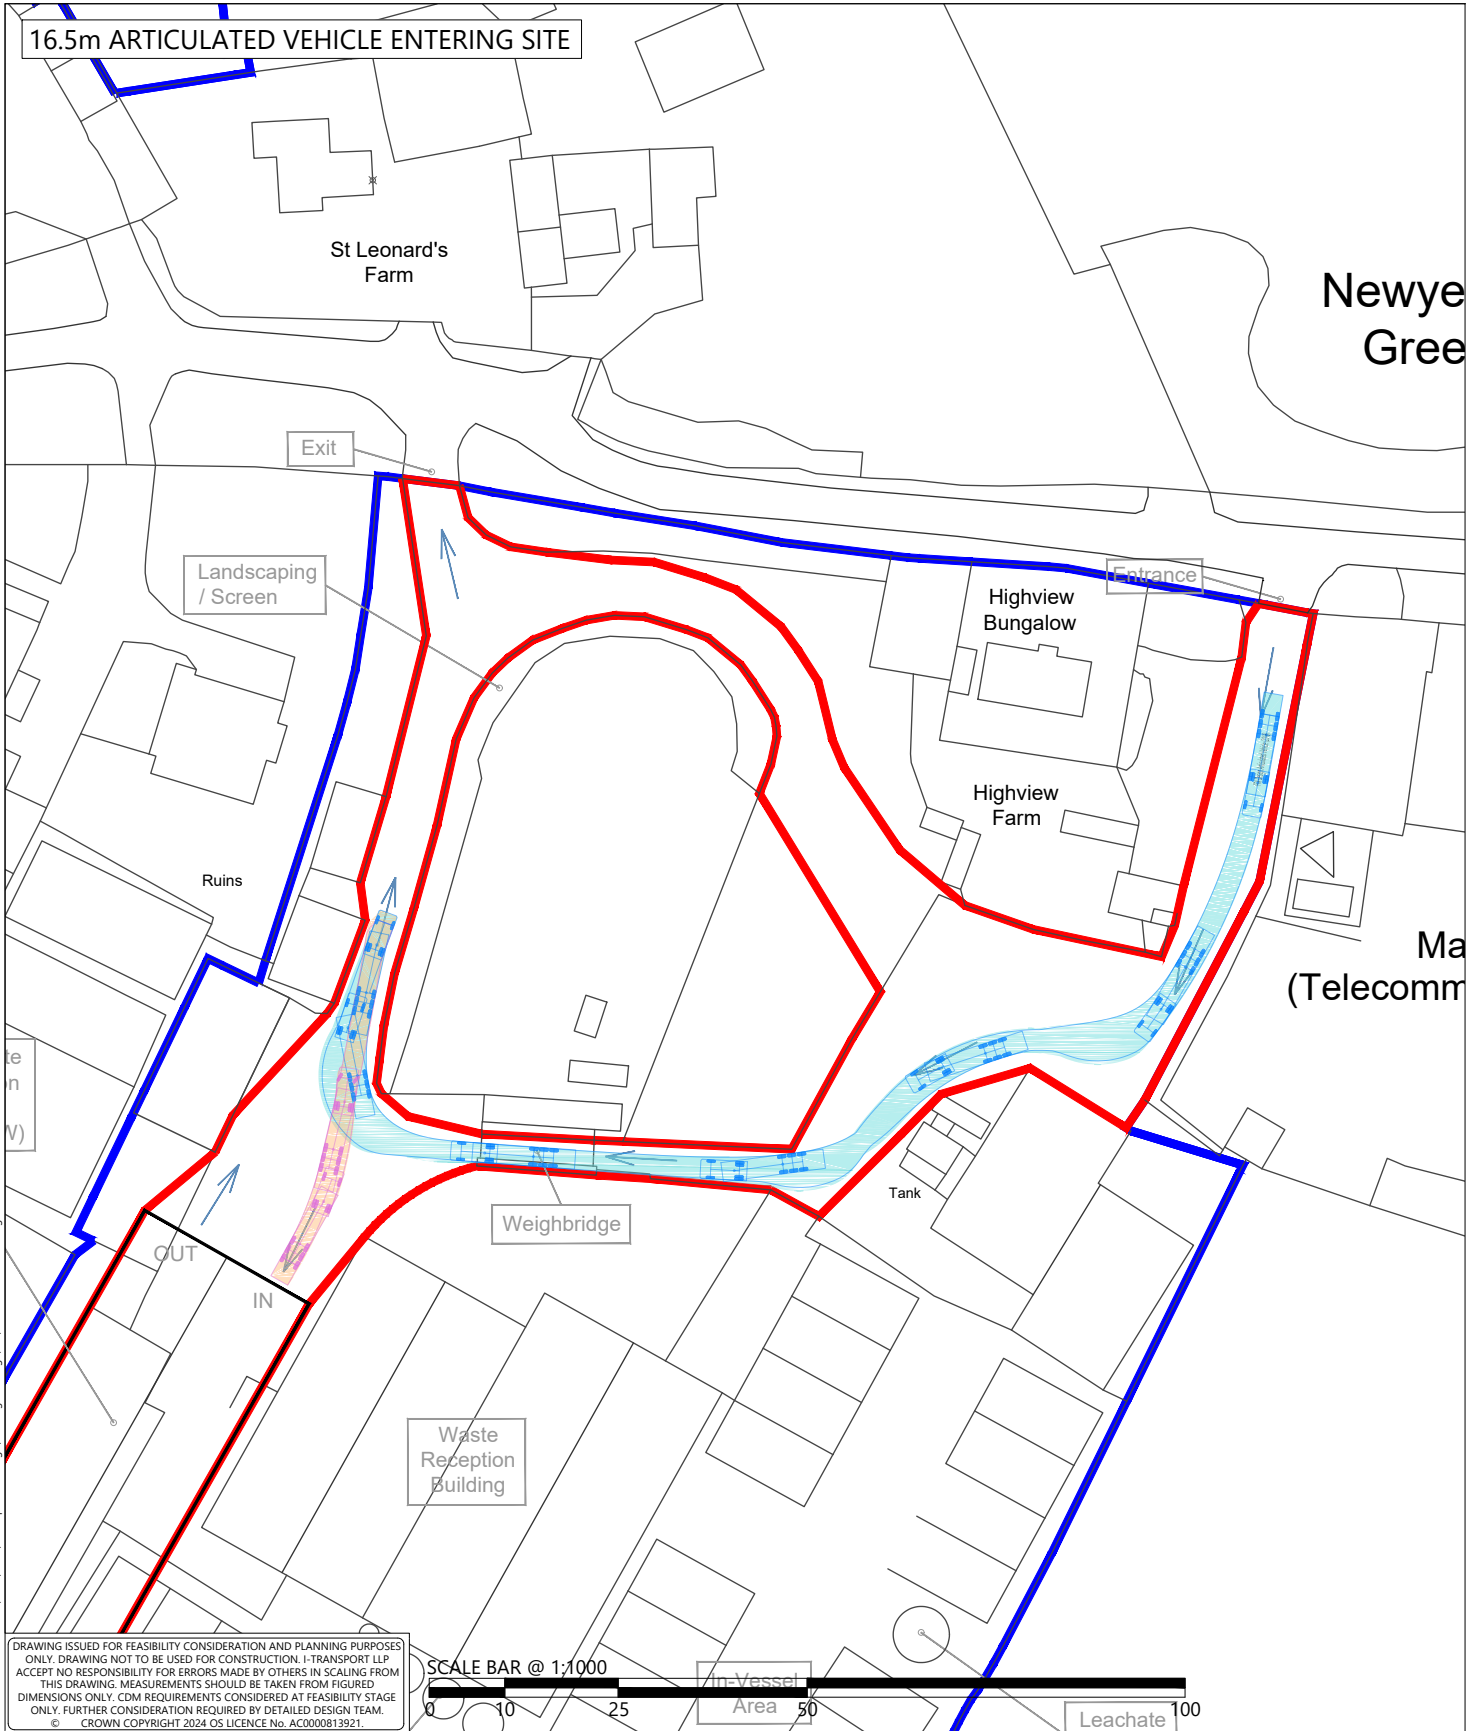 16.5m ARTICULATED VEHICLE ENTERING SITE
St Leonard's
Farm
Newye
Gree
Exit
Landscaping
/ Screen
Entrance
Highview
Bungalow
Highview
Farm
Ruins
Ma
(Telecomm
te
n
W)
Tank
Weighbridge
OUT
IN
Waste
Reception
Building
In-Vessel
Area
Leachate
SCALE BAR @ 1:1000
0 10 25 50 100
DRAWING ISSUED FOR FEASIBILITY CONSIDERATION AND PLANNING PURPOSES
ONLY. DRAWING NOT TO BE USED FOR CONSTRUCTION. I-TRANSPORT LLP
ACCEPT NO RESPONSIBILITY FOR ERRORS MADE BY OTHERS IN SCALING FROM
THIS DRAWING. MEASUREMENTS SHOULD BE TAKEN FROM FIGURED
DIMENSIONS ONLY. CDM REQUIREMENTS CONSIDERED AT FEASIBILITY STAGE
ONLY. FURTHER CONSIDERATION REQUIRED BY DETAILED DESIGN TEAM.
© CROWN COPYRIGHT 2024 OS LICENCE No. AC0000813921.